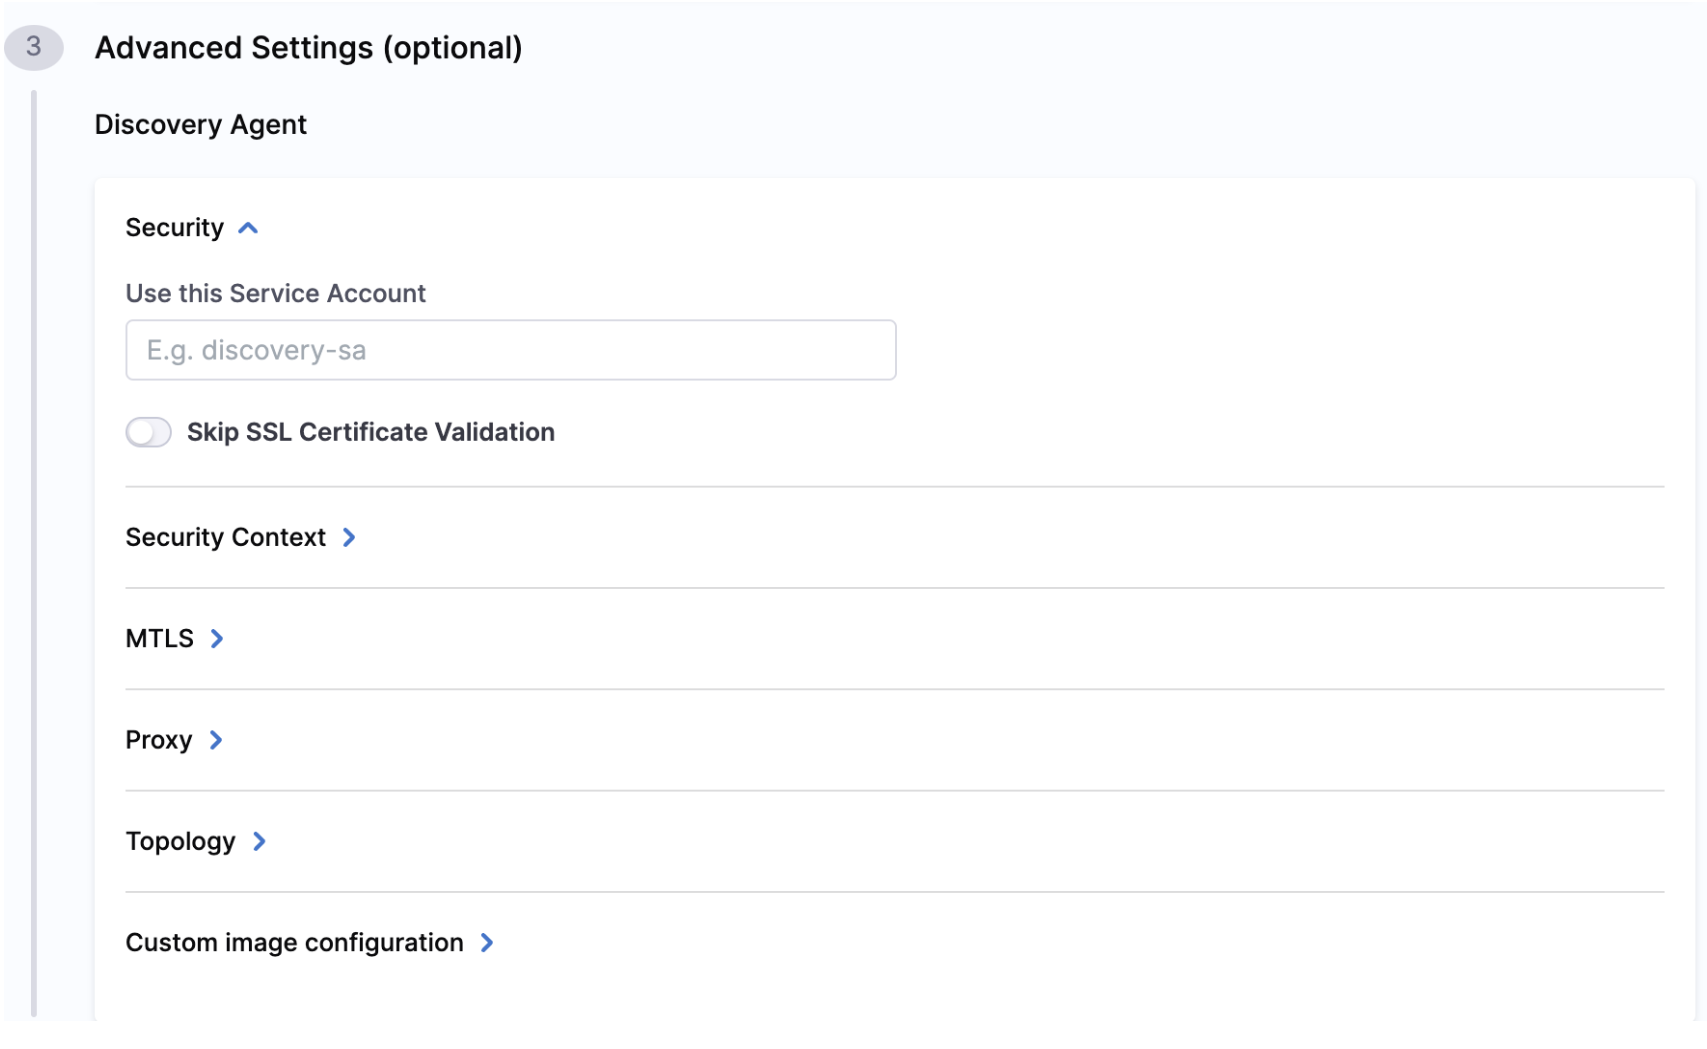 3
Advanced Settings (optional)
Discovery Agent
Security
Use this Service Account
E.g. discovery-sa
Skip SSL Certificate Validation
Security Context
MTLS
Proxy
Topology
Custom image configuration